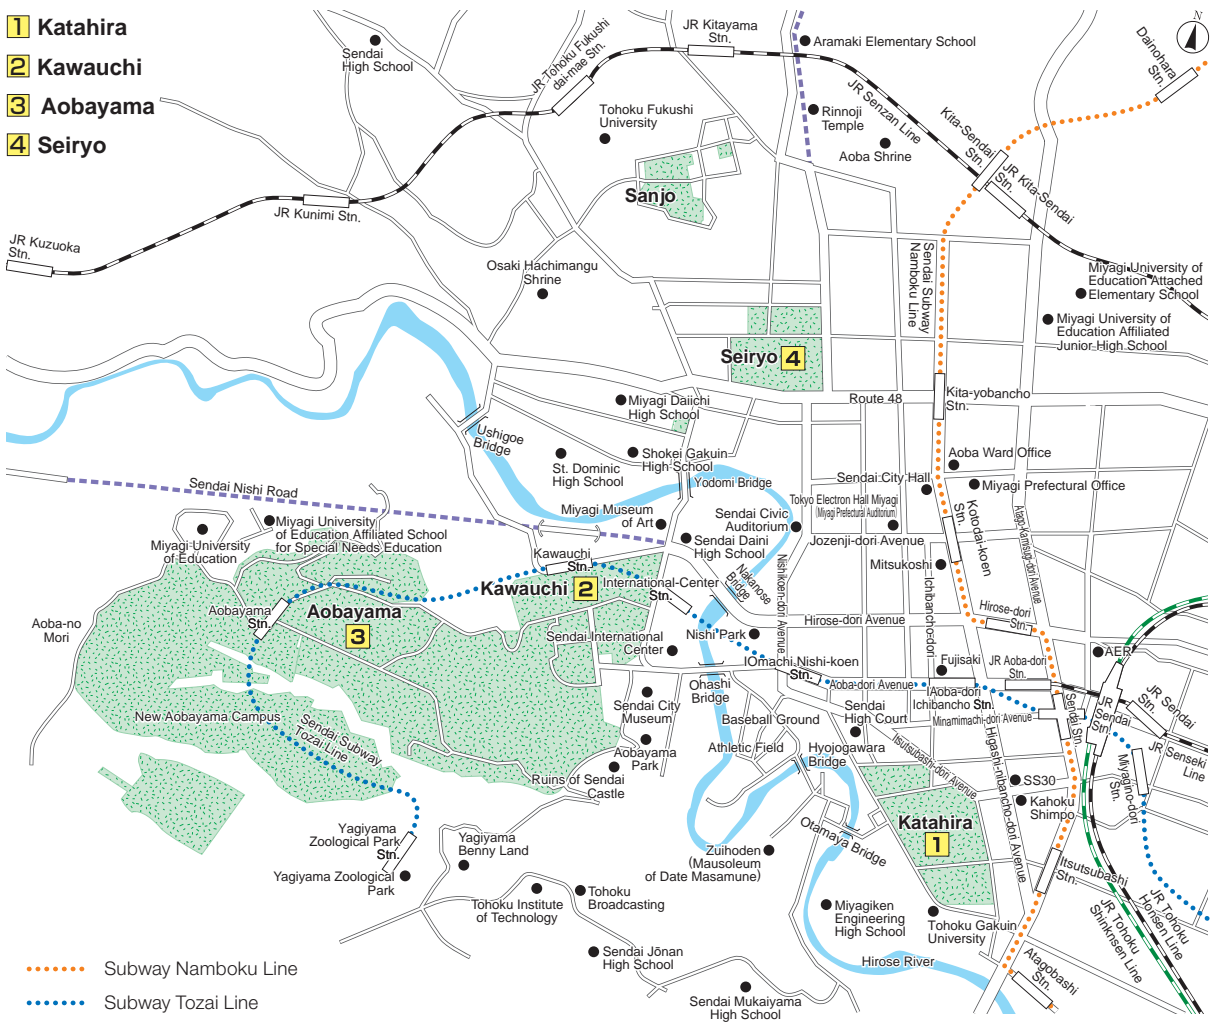 1 Katahira
2 Kawauchi
3 Aobayama
4 Seiryo
N
Sendai
High School
JR-Tohoku Fukushi
dai-mae Stn.
JR Kitayama
Stn.
Aramaki Elementary School
Dainohara
Stn.
Tohoku Fukushi
University
Rinnoji
Temple
JR Senzan Line
Aoba Shrine
Kita-Sendai
Stn.
JR Kita-Sendai
Stn.
Sanjo
JR Kunimi Stn.
JR Kuzuoka
Stn.
Osaki Hachimangu
Shrine
Sendai Subway
Namboku Line
Miyagi University of
Education Attached
Elementary School
Miyagi University of
Education Affiliated
Junior High School
Seiryo 4
Route 48
Kita-yobancho
Stn.
Miyagi Daiichi
High School
Ushigoe
Bridge
St. Dominic
High School
Shokei Gakuin
High School
Yodomi Bridge
Aoba Ward Office
Sendai City Hall
Miyagi Prefectural Office
Sendai Nishi Road
Tokyo Electron Hall Miyagi
(Miyagi Prefectural Auditorium)
Miyagi Museum
of Art
Sendai Civic
Auditorium
Sendai Daini
High School
Jozenji-dori Avenue
Kotodai-koen
Stn.
Atago-kamisugi-dori Avenue
Miyagi University
of Education
Miyagi University
of Education Affiliated School
for Special Needs Education
Kawauchi
Stn.
Kawauchi 2
International-Center
Stn.
Nakanose
Bridge
Nishikoen-dori Avenue
Mitsukoshi
Ichibancho-dori
Aobayama
Stn.
Aobayama
3
Aoba-no
Mori
Hirose-dori Avenue
Hirose-dori
Stn.
Nishi Park
Sendai International
Center
IOmachi Nishi-koen
Stn.
Fujisaki
JR Aoba-dori
Stn.
AER
Ohashi
Bridge
Aoba-dori Avenue
IAoba-dori
Ichibancho Stn.
JR
Sendai
Stn.
JR Sendai
Stn.
Sendai Stn.
New Aobayama Campus
Sendai Subway
Tozai Line
Sendai City
Museum
Baseball Ground
Sendai
High Court
Minamimachi-dori Avenue
JR Senseki
Line
Aobayama
Park
Athletic Field
Hyojogawara
Bridge
Itsutsubashi-dori Avenue
Higashi-nibancho-dori Avenue
Miyagino-dori
Stn.
Ruins of Sendai
Castle
SS30
Kahoku
Shimpo
Katahira
1
Otamaya Bridge
Yagiyama
Zoological Park
Stn.
Yagiyama
Benny Land
Zuihoden
(Mausoleum
of Date Masamune)
Itsutsubashi
Stn.
Yagiyama Zoological
Park
Tohoku Institute
of Technology
Tohoku
Broadcasting
Miyagiken
Engineering
High School
Tohoku Gakuin
University
JR Tohoku
Honsen Line
JR Tohoku
Shinknsen Line
Sendai Jōnan
High School
Hirose River
Atagobashi
Stn.
Sendai Mukaiyama
High School
Subway Namboku Line
Subway Tozai Line